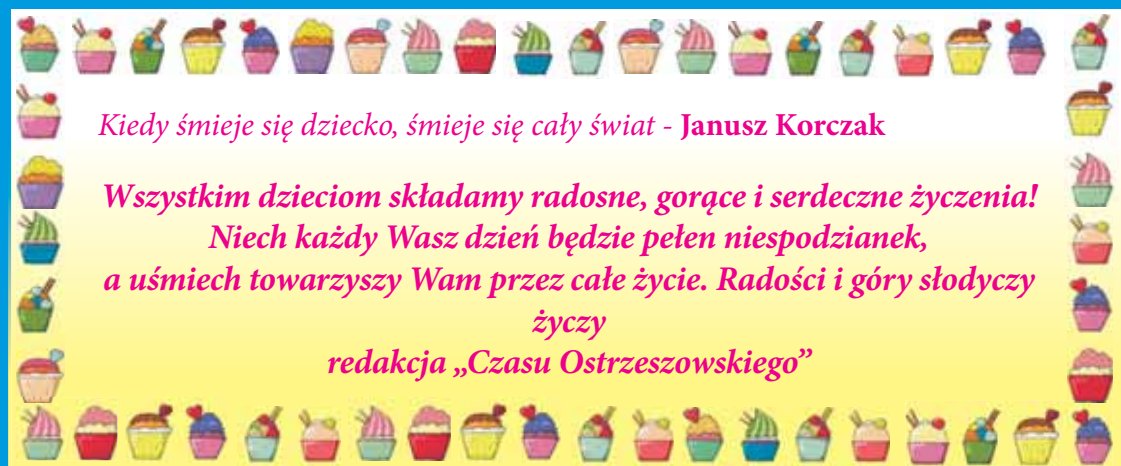 Kiedy śmieje się dziecko, śmieje się cały świat - Janusz Korczak
Wszystkim dzieciom składamy radosne, gorące i serdeczne życzenia!
Niech każdy Wasz dzień będzie pełen niespodzianek,
a uśmiech towarzyszy Wam przez całe życie. Radości i góry słodyczy
życzy
redakcja „Czasu Ostrzeszowskiego”